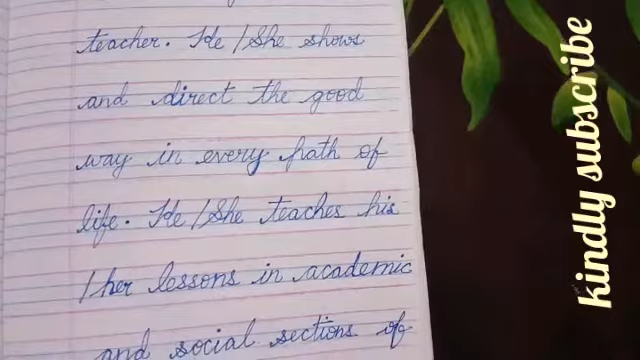 teacher. He/She shows
and direct the good
way in every path of
life. He/She teaches his
/her lessons in academic
and social sections of
kindly subscribe